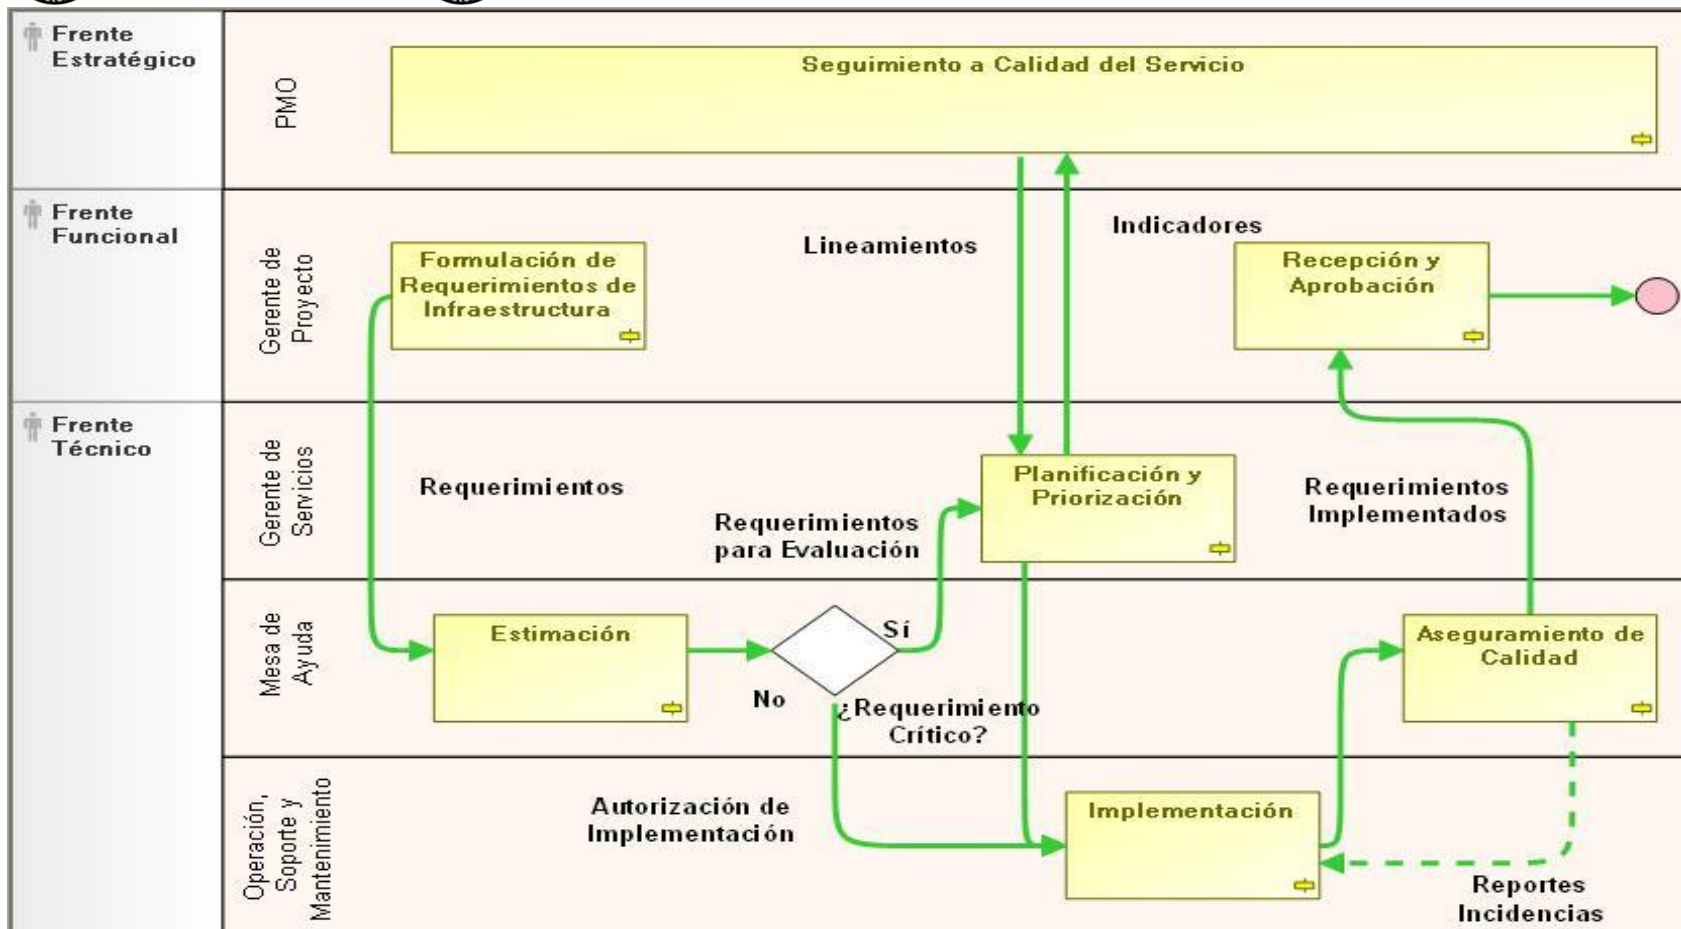 Frente
Estratégico
PMO
Seguimiento a Calidad del Servicio
Frente
Funcional
Gerente de
Proyecto
Formulación de
Requerimientos de
Infraestructura
Lineamientos
Indicadores
Recepción y
Aprobación
Frente
Técnico
Gerente de
Servicios
Requerimientos
Requerimientos
para Evaluación
Planificación y
Priorización
Requerimientos
Implementados
Mesa de
Ayuda
Estimación
Sí
No
¿Requerimiento
Crítico?
Aseguramiento de
Calidad
Operación,
Soporte y
Mantenimiento
Autorización de
Implementación
Implementación
Reportes
Incidencias